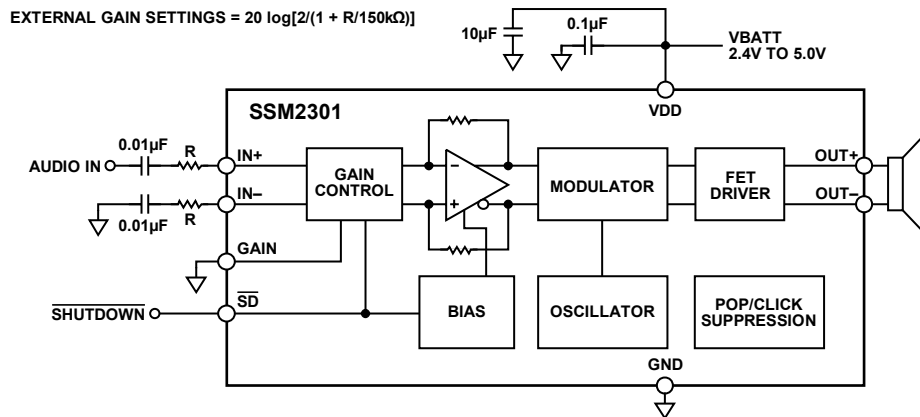 EXTERNAL GAIN SETTINGS = 20 log[2/(1 + R/150kΩ)]
10µF
0.1µF
VBATT
2.4V TO 5.0V
VDD
SSM2301
0.01µF
R
AUDIO IN
IN+
GAIN
CONTROL
MODULATOR
FET
DRIVER
OUT+
IN–
OUT–
0.01µF
R
GAIN
SHUTDOWN
SD
BIAS
OSCILLATOR
POP/CLICK
SUPPRESSION
GND